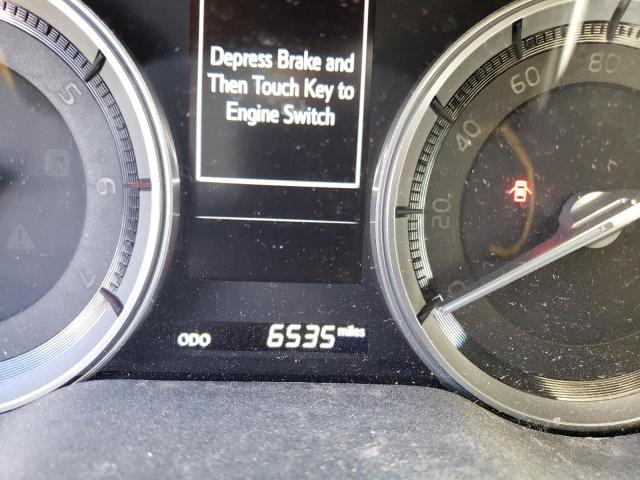 Depress Brake and
Then Touch Key to
Engine Switch
5
6
7
0
20
40
60
80
ODO 6535 miles